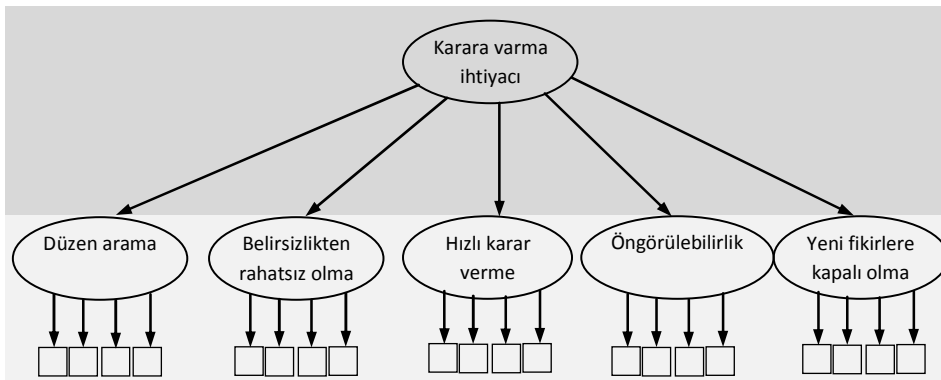 Karara varma
ihtiyacı
Düzen arama
Belirsizlikten
rahatsız olma
Hızlı karar
verme
Öngörülebilirlik
Yeni fikirlere
kapalı olma